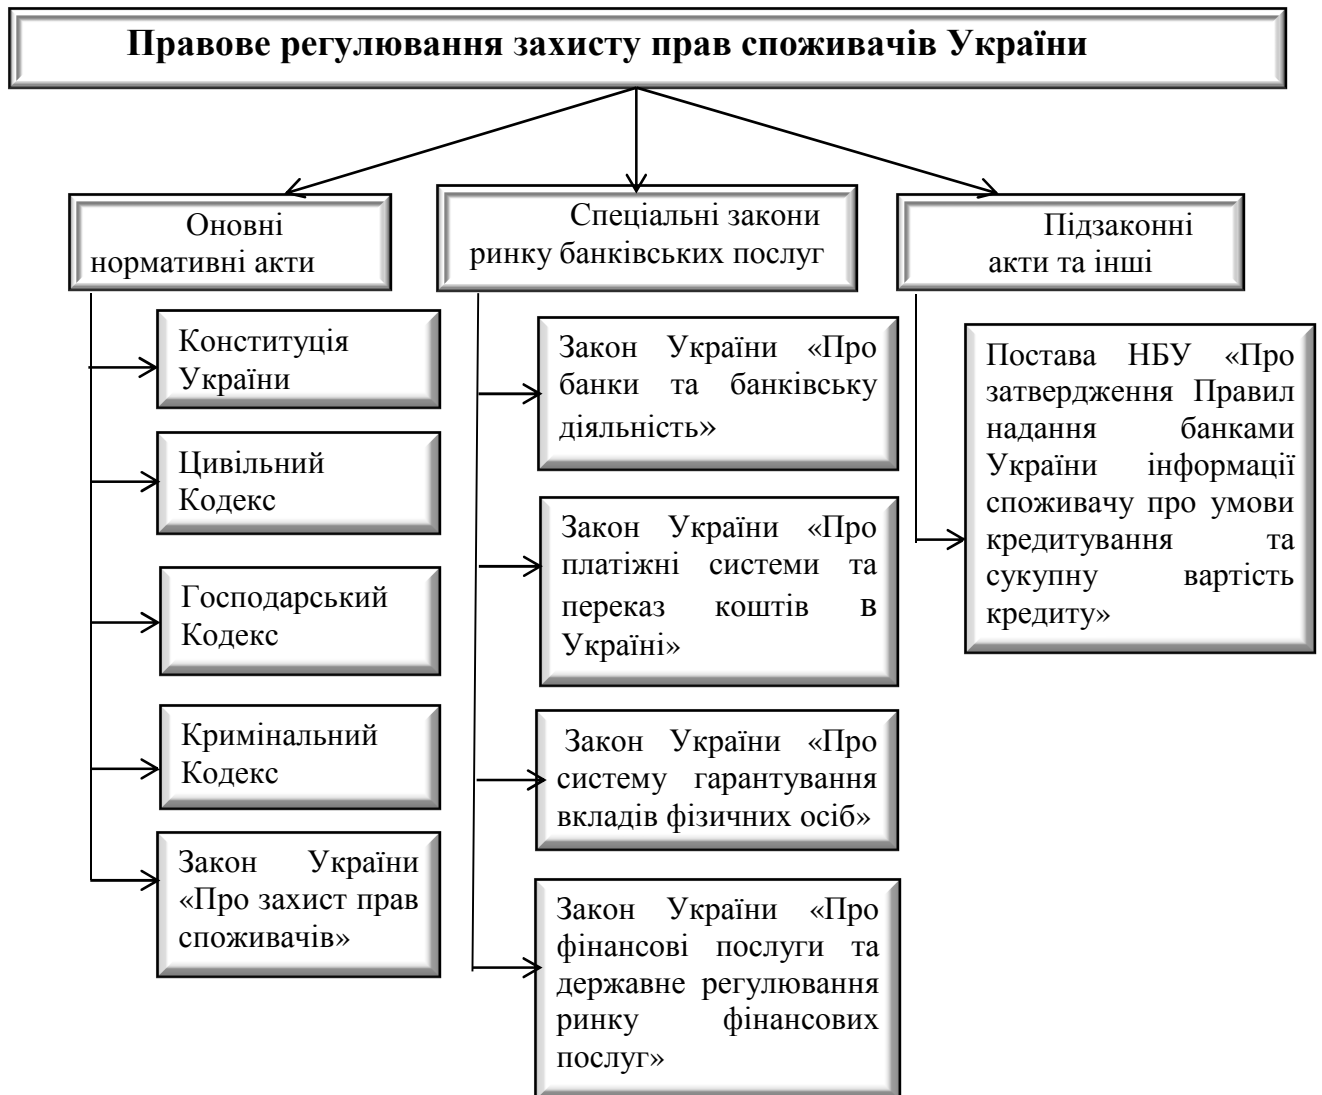 Правове регулювання захисту прав споживачів України
Оновні
нормативні акти
Конституція
України
Цивільний
Кодекс
Господарський
Кодекс
Кримінальний
Кодекс
Закон України
«Про захист прав
споживачів»
Спеціальні закони
ринку банківських послуг
Закон України «Про
банки та банківську
діяльність»
Закон України «Про
платіжні системи та
переказ коштів в
Україні»
Закон України «Про
систему гарантування
вкладів фізичних осіб»
Закон України «Про
фінансові послуги та
державне регулювання
ринку фінансових
послуг»
Підзаконні
акти та інші
Постава НБУ «Про
затвердження Правил
надання банками
України інформації
споживачу про умови
кредитування та
сукупну вартість
кредиту»